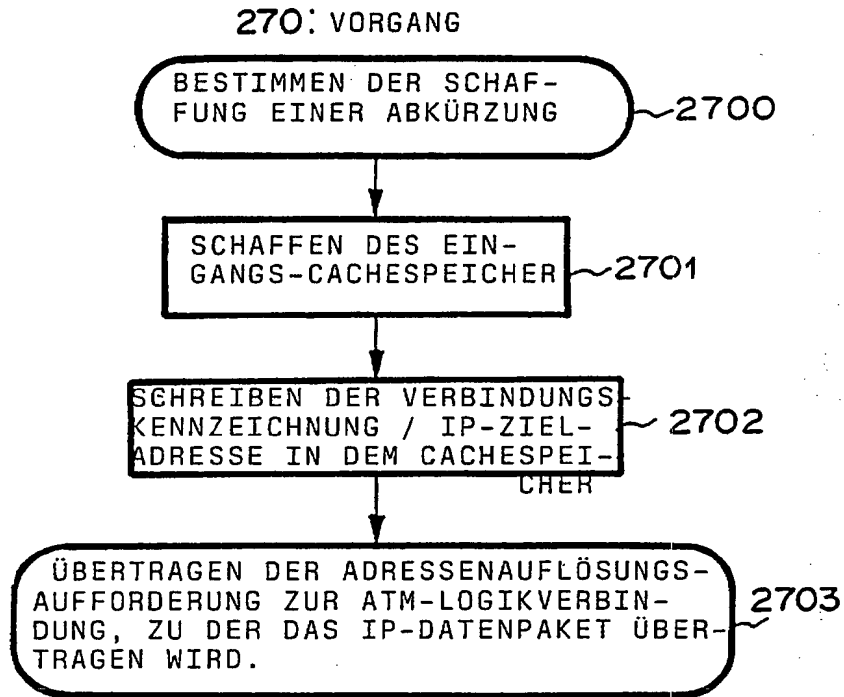 270: VORGANG
BESTIMMEN DER SCHAF-
FUNG EINER ABKÜRZUNG
2700
SCHAFFEN DES EIN-
GANGS-CACHESPEICHER
2701
SCHREIBEN DER VERBINDUNGS-
KENNZEICHNUNG / IP-ZIEL-
ADRESSE IN DEM CACHESPEI-
CHER
2702
ÜBERTRAGEN DER ADRESSENAUFLÖSUNGS-
AUFFORDERUNG ZUR ATM-LOGIKVERBIN-
DUNG, ZU DER DAS IP-DATENPAKET ÜBER-
TRAGEN WIRD.
2703